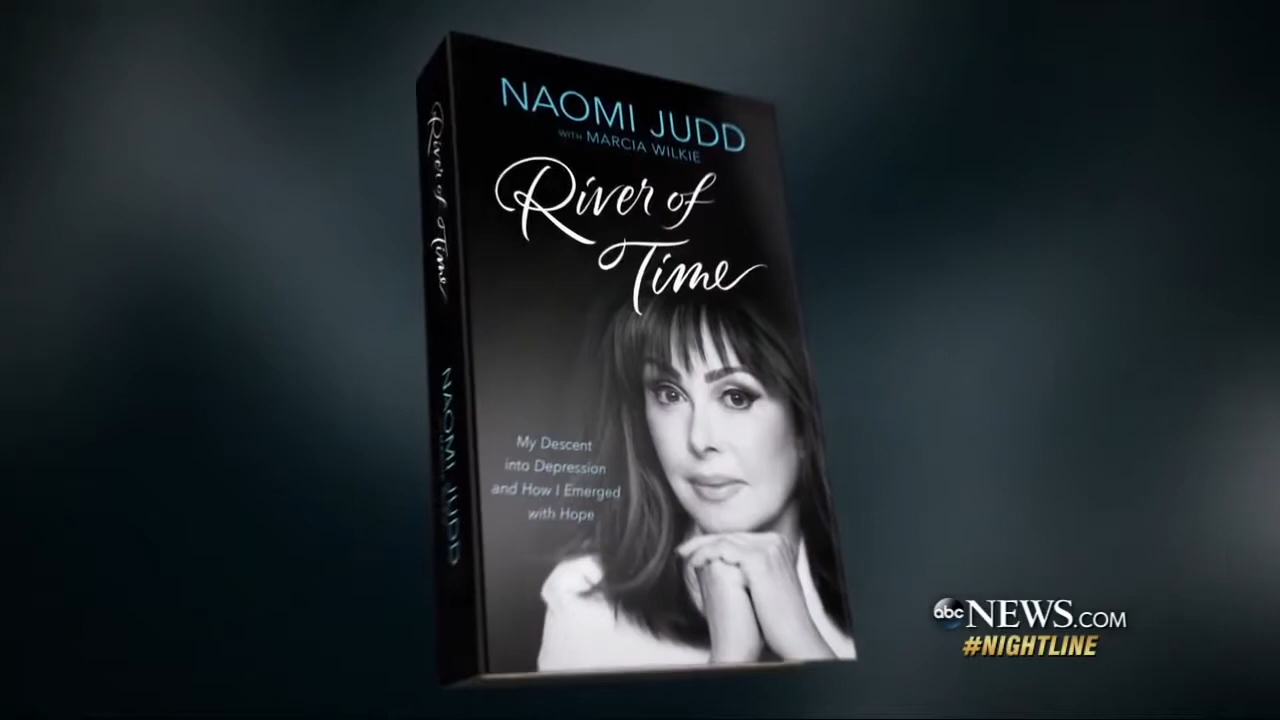 NAOMI JUDD
WITH MARCIA WILKIE
River of
Time
My Descent
into Depression
and How I Emerged
with Hope
River of Time
NAOMI JUDD
abc NEWS.COM
#NIGHTLINE